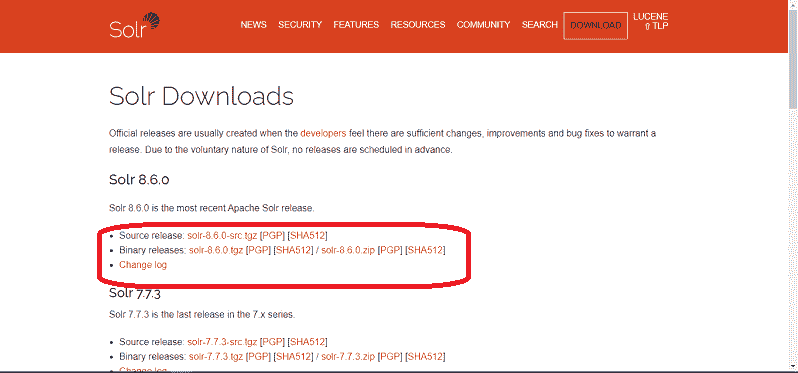 Solr
NEWS SECURITY FEATURES RESOURCES COMMUNITY SEARCH DOWNLOAD LUCENE
⇧ TLP
Solr Downloads
Official releases are usually created when the developers feel there are sufficient changes, improvements and bug fixes to warrant a
release. Due to the voluntary nature of Solr, no releases are scheduled in advance.
Solr 8.6.0
Solr 8.6.0 is the most recent Apache Solr release.
• Source release: solr-8.6.0-src.tgz [PGP] [SHA512]
• Binary releases: solr-8.6.0.tgz [PGP] [SHA512] / solr-8.6.0.zip [PGP] [SHA512]
• Change log
Solr 7.7.3
Solr 7.7.3 is the last release in the 7.x series.
• Source release: solr-7.7.3-src.tgz [PGP] [SHA512]
• Binary releases: solr-7.7.3.tgz [PGP] [SHA512] / solr-7.7.3.zip [PGP] [SHA512]
• Change log